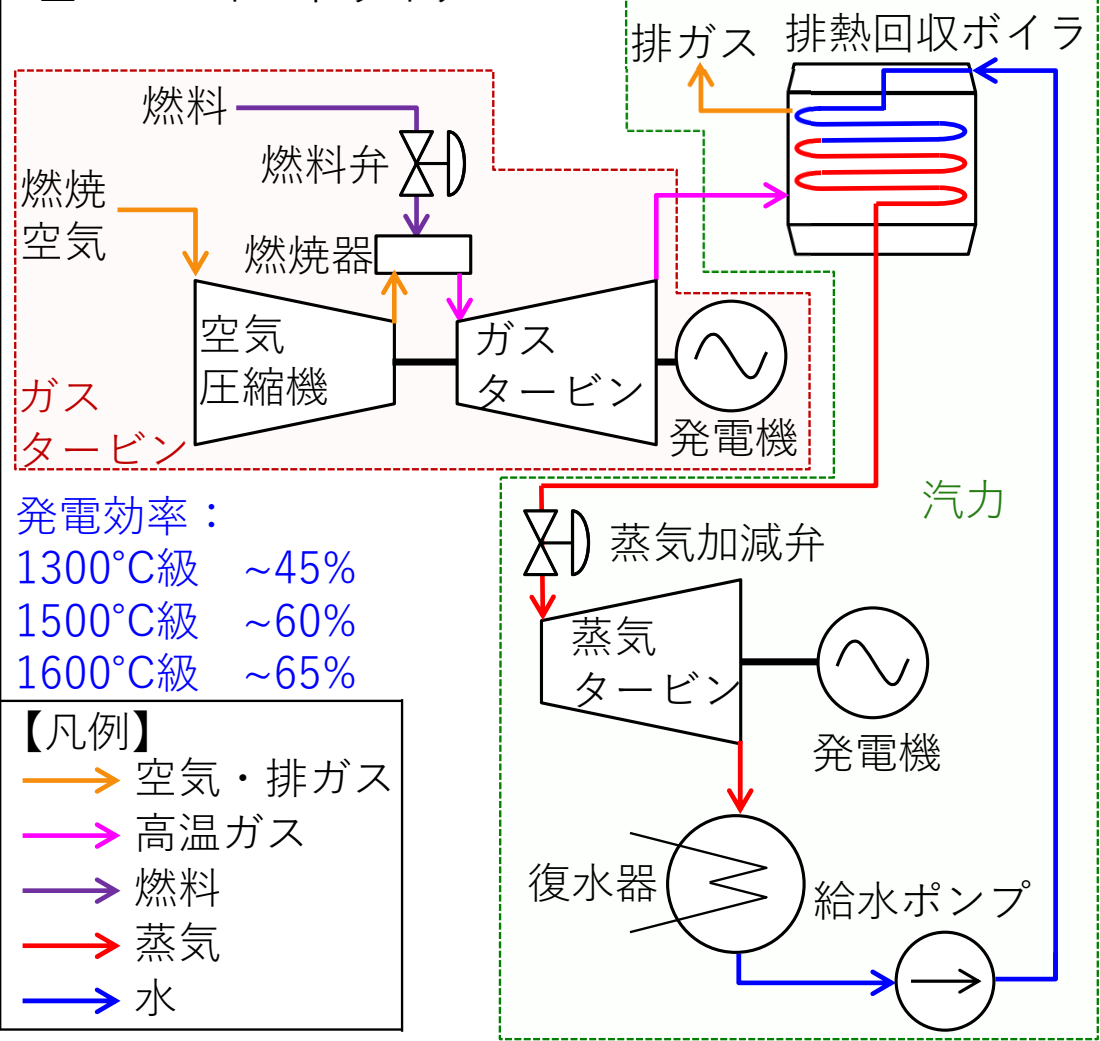 排ガス
排熱回収ボイラ
燃料
燃料弁
燃焼
空気
燃焼器
空気
圧縮機
ガス
タービン
発電機
ガス
タービン
発電効率：
1300℃級　~45%
1500℃級　~60%
1600℃級　~65%
汽力
蒸気加減弁
蒸気
タービン
発電機
復水器
給水ポンプ
【凡例】
空気・排ガス
高温ガス
燃料
蒸気
水